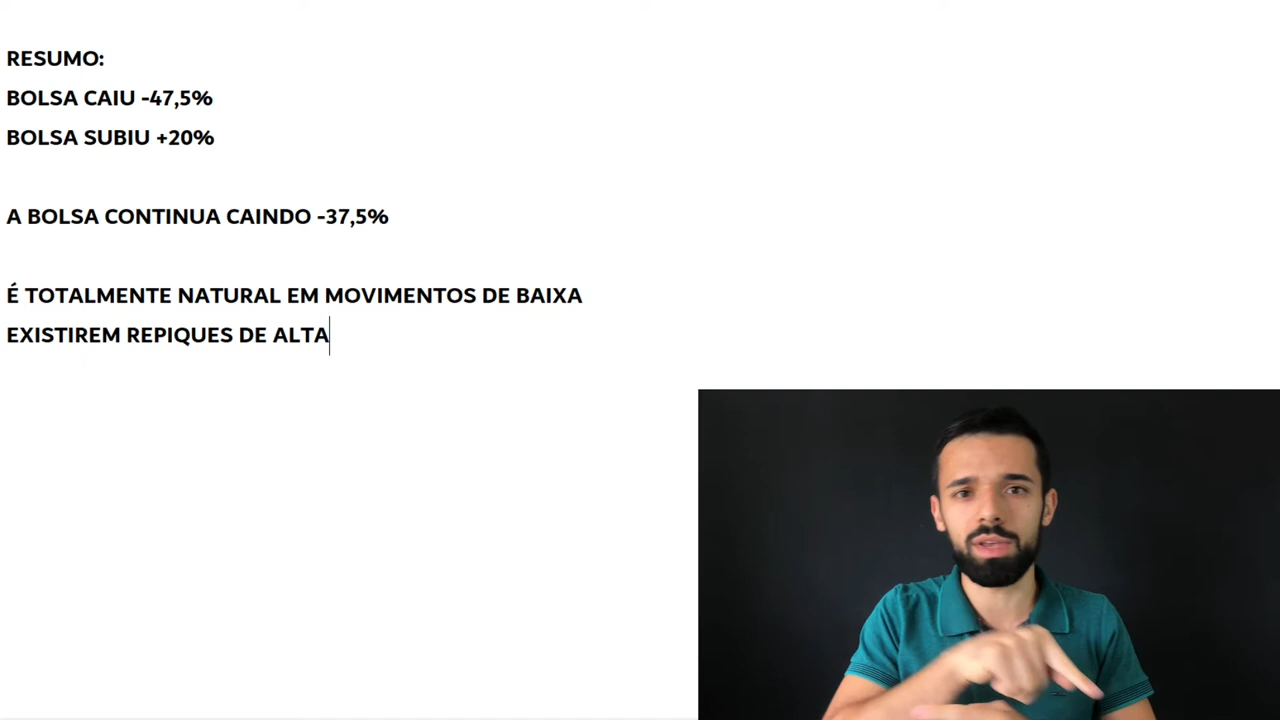 RESUMO:
BOLSA CAIU -47,5%
BOLSA SUBIU +20%
A BOLSA CONTINUA CAINDO -37,5%
É TOTALMENTE NATURAL EM MOVIMENTOS DE BAIXA
EXISTIREM REPIQUES DE ALTA